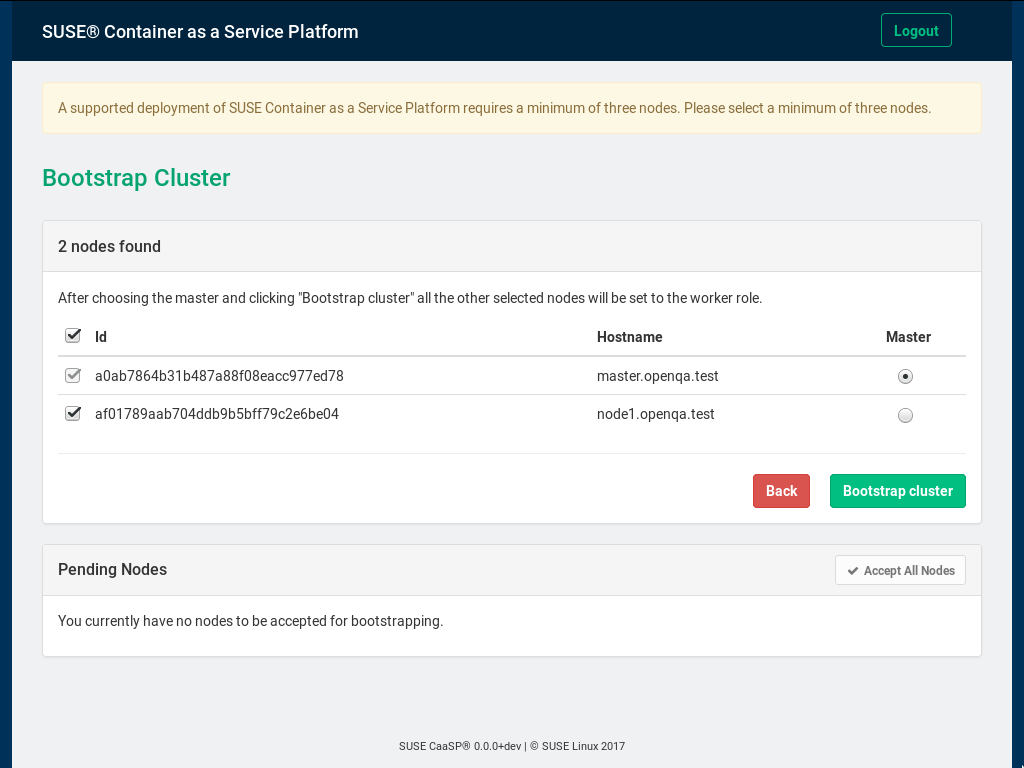 SUSE® Container as a Service Platform
Logout
A supported deployment of SUSE Container as a Service Platform requires a minimum of three nodes. Please select a minimum of three nodes.
Bootstrap Cluster
2 nodes found
After choosing the master and clicking "Bootstrap cluster" all the other selected nodes will be set to the worker role.
Id Hostname Master
a0ab7864b31b487a88f08eacc977ed78 master.openqa.test
af01789aab704ddb9b5bff79c2e6be04 node1.openqa.test
Back Bootstrap cluster
Pending Nodes
Accept All Nodes
You currently have no nodes to be accepted for bootstrapping.
SUSE CaaSP® 0.0.0+dev | © SUSE Linux 2017